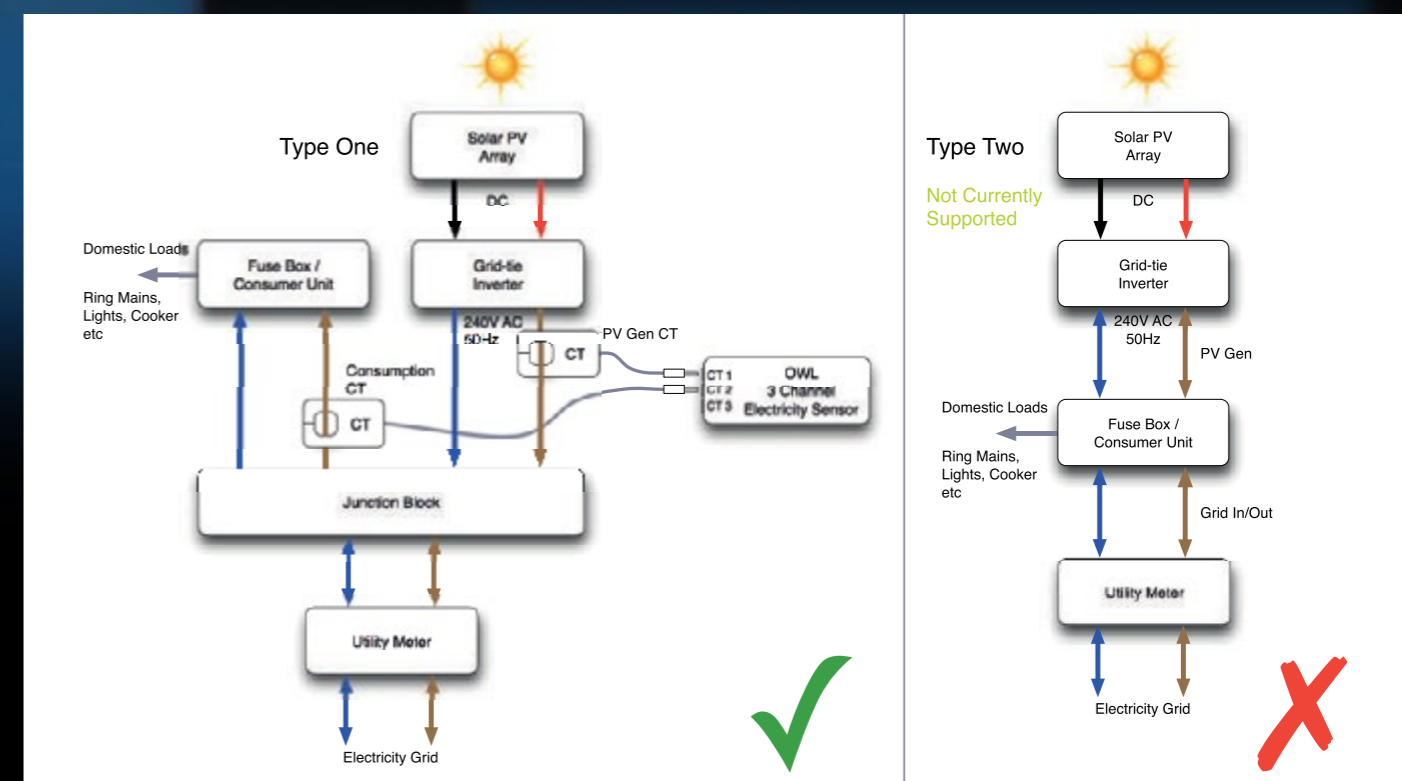 Type One
Solar PV
Array
DC
Domestic Loads
Ring Mains,
Lights, Cooker
etc
Fuse Box /
Consumer Unit
Grid-tie
Inverter
240V AC
50Hz
PV Gen CT
CT
Consumption
CT
CT
CT 1
CT 2
CT 3
OWL
3 Channel
Electricity Sensor
Junction Block
Utility Meter
Electricity Grid
Type Two
Not Currently
Supported
Solar PV
Array
DC
Grid-tie
Inverter
240V AC
50Hz
PV Gen
Domestic Loads
Ring Mains,
Lights, Cooker
etc
Fuse Box /
Consumer Unit
Grid In/Out
Utility Meter
Electricity Grid